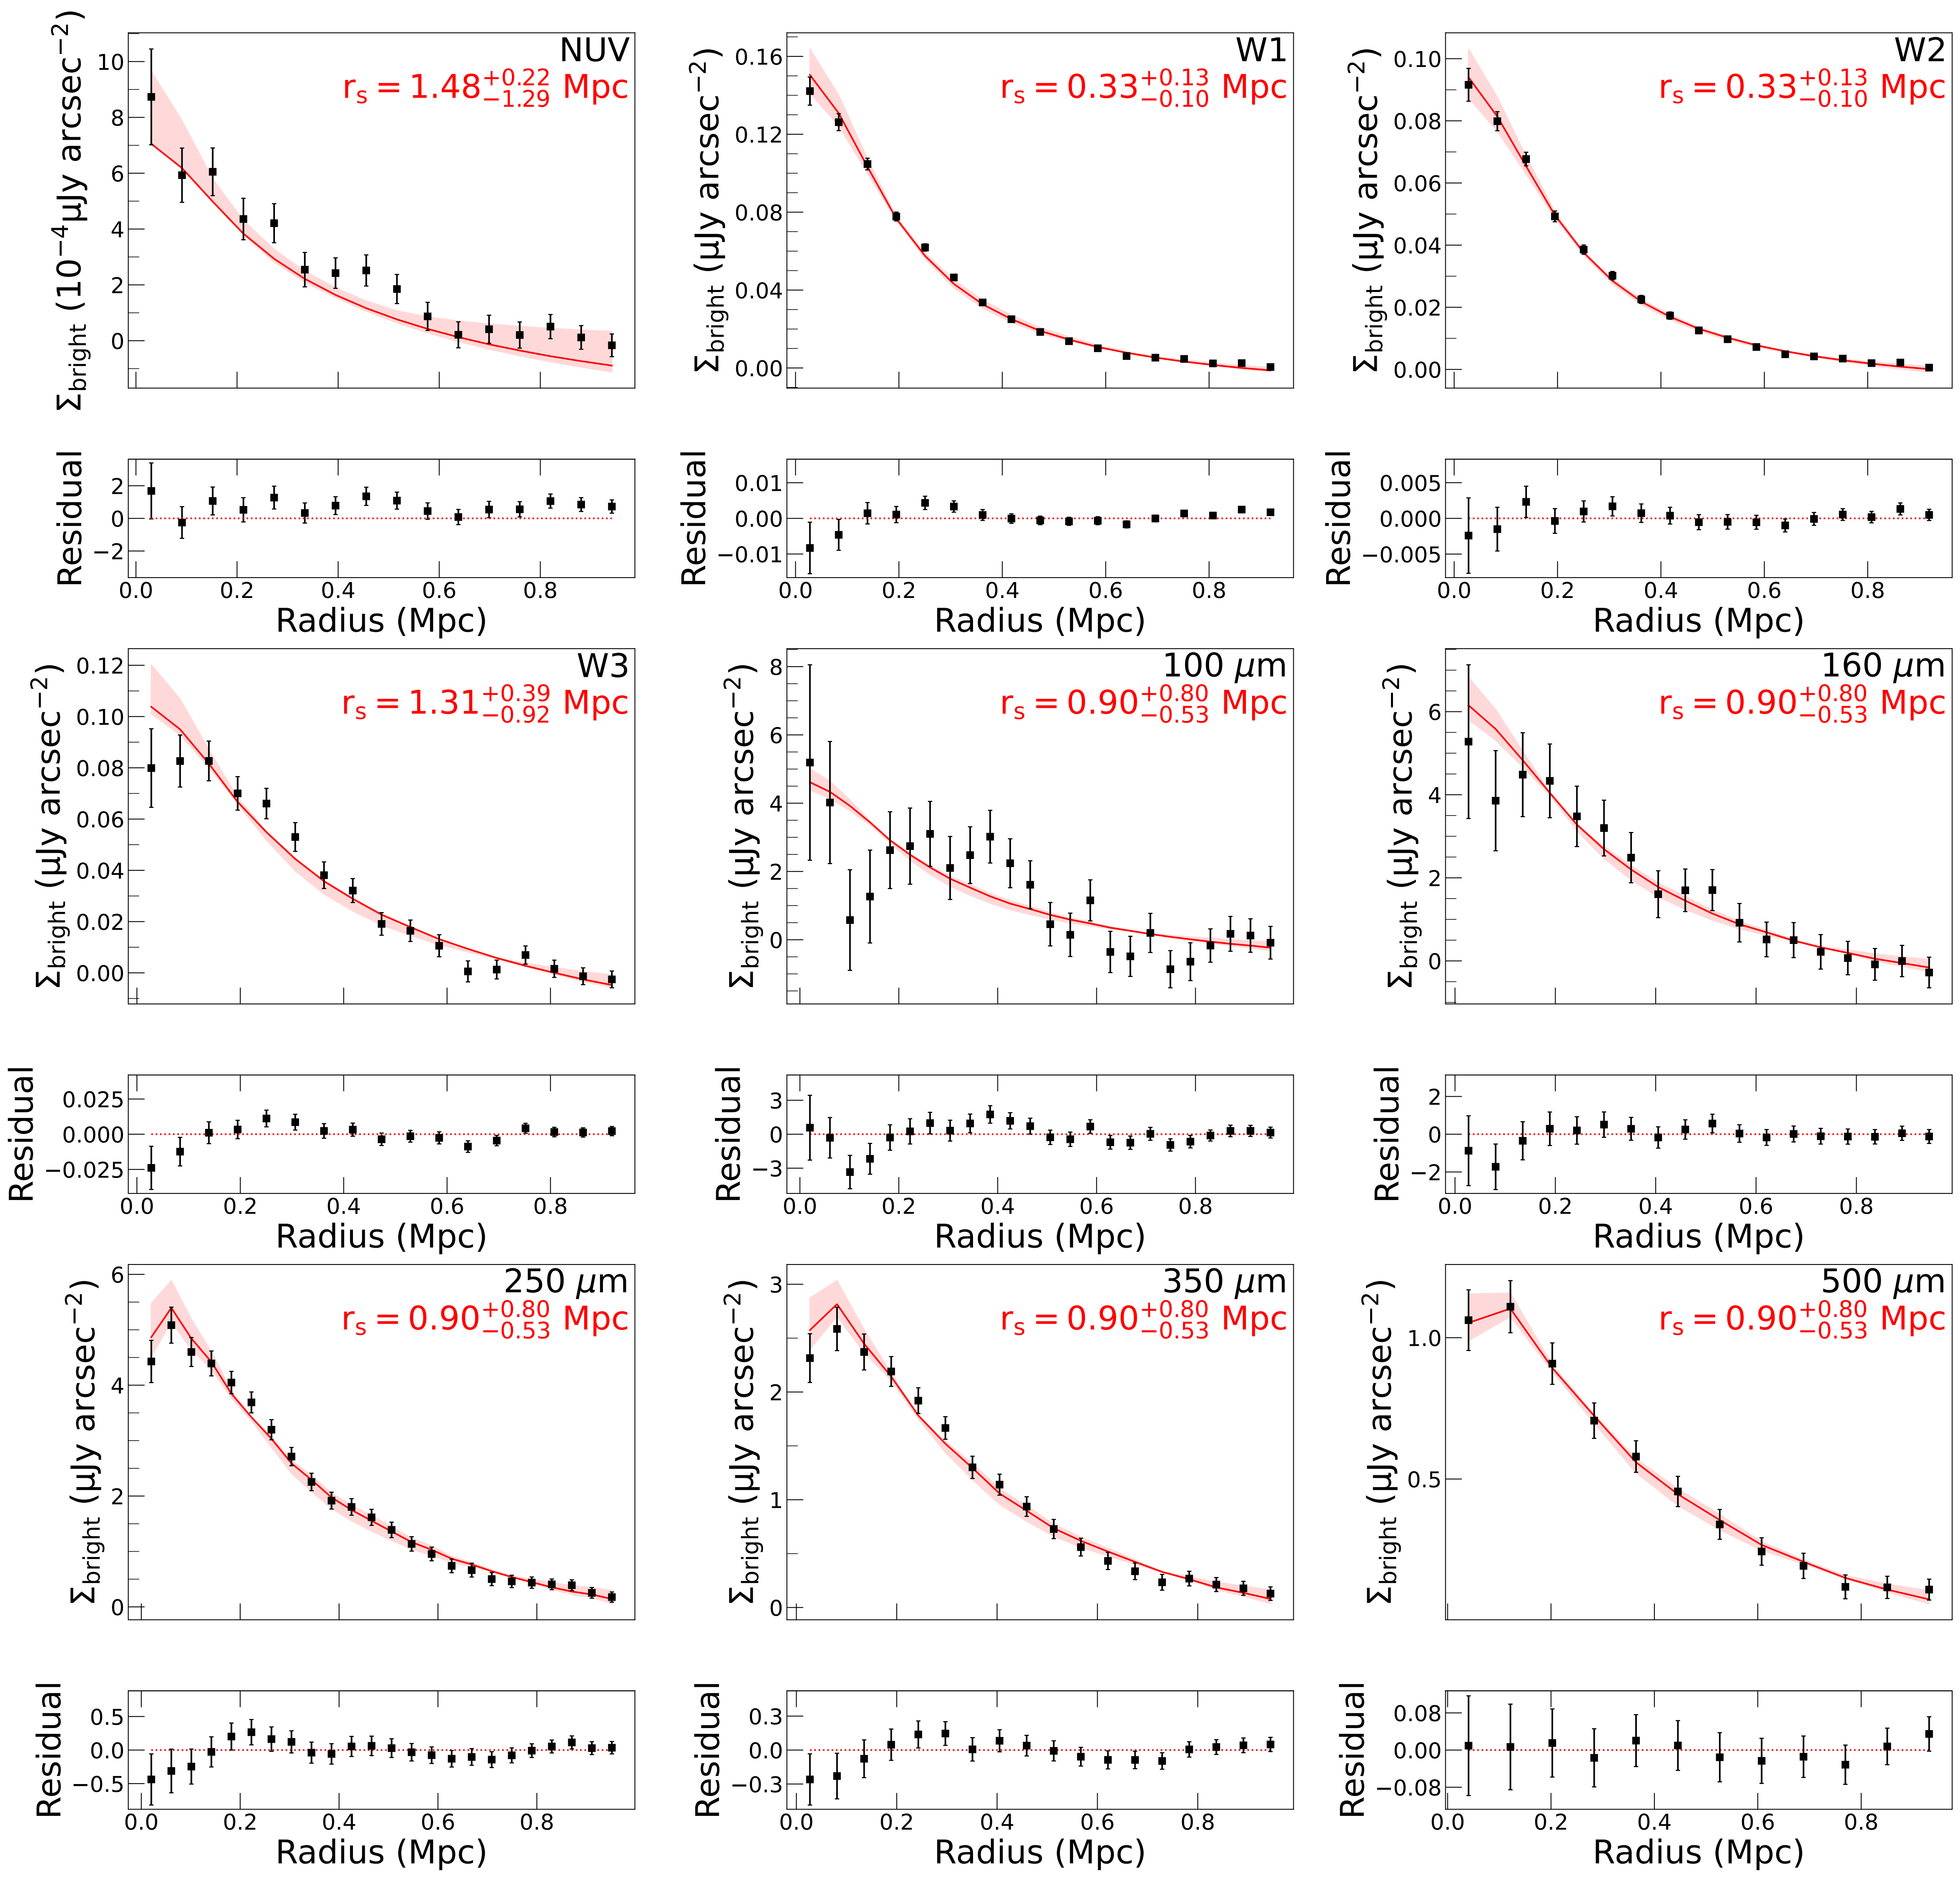 NUV
r_s = 1.48^{+0.22}_{−1.29} Mpc
Σ_bright (10^{−4}μJy arcsec^{−2})
10
8
6
4
2
0
Residual
2
0
−2
0.0 0.2 0.4 0.6 0.8
Radius (Mpc)
W1
r_s = 0.33^{+0.13}_{−0.10} Mpc
Σ_bright (μJy arcsec^{−2})
0.16
0.12
0.08
0.04
0.00
Residual
0.01
0.00
−0.01
0.0 0.2 0.4 0.6 0.8
Radius (Mpc)
W2
r_s = 0.33^{+0.13}_{−0.10} Mpc
Σ_bright (μJy arcsec^{−2})
0.10
0.08
0.06
0.04
0.02
0.00
Residual
0.005
0.000
−0.005
0.0 0.2 0.4 0.6 0.8
Radius (Mpc)
W3
r_s = 1.31^{+0.39}_{−0.92} Mpc
Σ_bright (μJy arcsec^{−2})
0.12
0.10
0.08
0.06
0.04
0.02
0.00
Residual
0.025
0.000
−0.025
0.0 0.2 0.4 0.6 0.8
Radius (Mpc)
100 μm
r_s = 0.90^{+0.80}_{−0.53} Mpc
Σ_bright (μJy arcsec^{−2})
8
6
4
2
0
Residual
3
0
−3
0.0 0.2 0.4 0.6 0.8
Radius (Mpc)
160 μm
r_s = 0.90^{+0.80}_{−0.53} Mpc
Σ_bright (μJy arcsec^{−2})
6
4
2
0
Residual
2
0
−2
0.0 0.2 0.4 0.6 0.8
Radius (Mpc)
250 μm
r_s = 0.90^{+0.80}_{−0.53} Mpc
Σ_bright (μJy arcsec^{−2})
6
4
2
0
Residual
0.5
0.0
−0.5
0.0 0.2 0.4 0.6 0.8
Radius (Mpc)
350 μm
r_s = 0.90^{+0.80}_{−0.53} Mpc
Σ_bright (μJy arcsec^{−2})
3
2
1
0
Residual
0.3
0.0
−0.3
0.0 0.2 0.4 0.6 0.8
Radius (Mpc)
500 μm
r_s = 0.90^{+0.80}_{−0.53} Mpc
Σ_bright (μJy arcsec^{−2})
1.0
0.5
Residual
0.08
0.00
−0.08
0.0 0.2 0.4 0.6 0.8
Radius (Mpc)